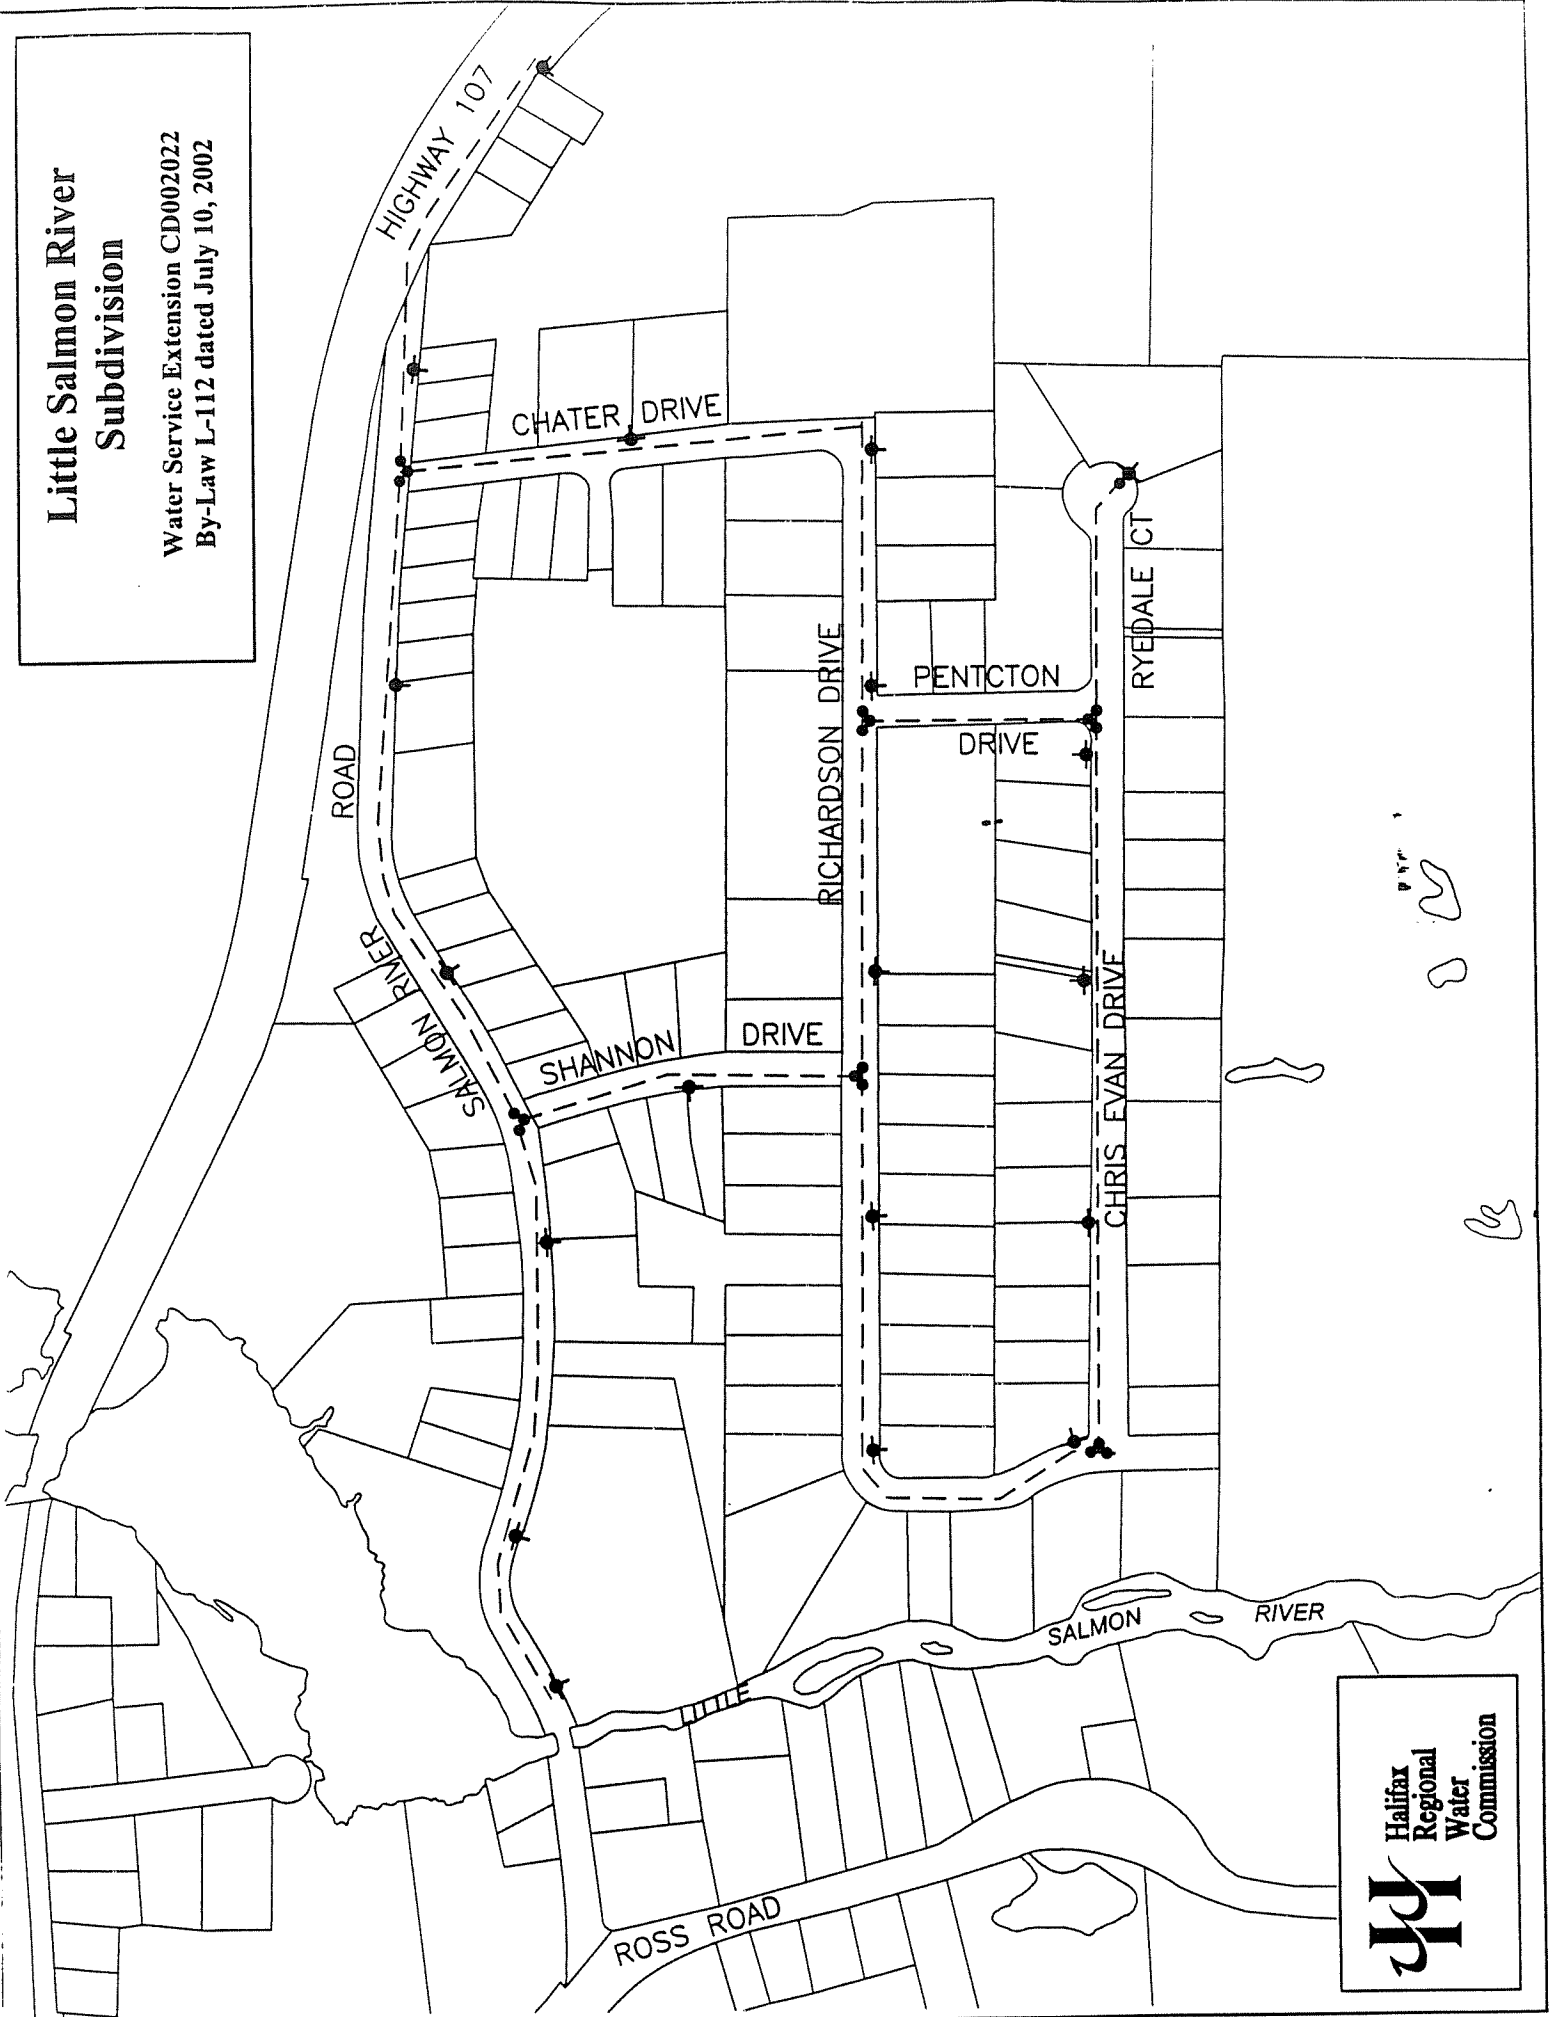 Little Salmon River
Subdivision
Water Service Extension CD002022
By-Law L-112 dated July 10, 2002
HIGHWAY 107
CHATER DRIVE
ROAD
SALMON RIVER
SHANNON DRIVE
RICHARDSON DRIVE
PENTCTON
DRIVE
RYEDALE CT
CHRIS EVAN DRIVE
LITTLE SALMON RIVER
ROSS ROAD
Halifax
Regional
Water
Commission